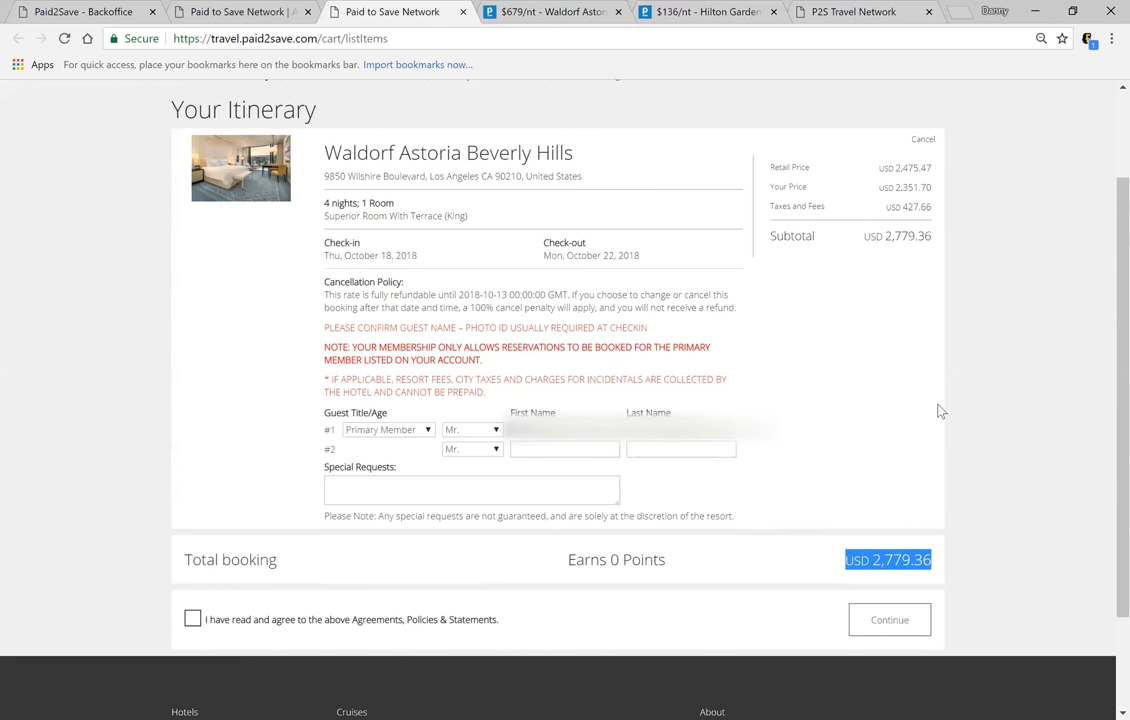 Paid2Save - Backoffice
Paid to Save Network | A
Paid to Save Network
$679/nt - Waldorf Astor
$136/nt - Hilton Garden
P2S Travel Network
Danny
Secure
https://travel.paid2save.com/cart/listItems
1
Apps
For quick access, place your bookmarks here on the bookmarks bar. Import bookmarks now...
Your Itinerary
Cancel
Waldorf Astoria Beverly Hills
9850 Wilshire Boulevard, Los Angeles CA 90210, United States
4 nights; 1 Room
Superior Room With Terrace (King)
Check-in
Thu, October 18, 2018
Check-out
Mon, October 22, 2018
Retail Price USD 2,475.47
Your Price USD 2,351.70
Taxes and Fees USD 427.66
Subtotal USD 2,779.36
Cancellation Policy:
This rate is fully refundable until 2018-10-13 00:00:00 GMT. If you choose to change or cancel this
booking after that date and time, a 100% cancel penalty will apply, and you will not receive a refund.
PLEASE CONFIRM GUEST NAME – PHOTO ID USUALLY REQUIRED AT CHECKIN
NOTE: YOUR MEMBERSHIP ONLY ALLOWS RESERVATIONS TO BE BOOKED FOR THE PRIMARY
MEMBER LISTED ON YOUR ACCOUNT.
* IF APPLICABLE, RESORT FEES, CITY TAXES AND CHARGES FOR INCIDENTALS ARE COLLECTED BY
THE HOTEL AND CANNOT BE PREPAID.
Guest Title/Age First Name Last Name
#1 Primary Member Mr.
#2 Mr.
Special Requests:
Please Note: Any special requests are not guaranteed, and are solely at the discretion of the resort.
Total booking Earns 0 Points USD 2,779.36
I have read and agree to the above Agreements, Policies & Statements.
Continue
Hotels Cruises About